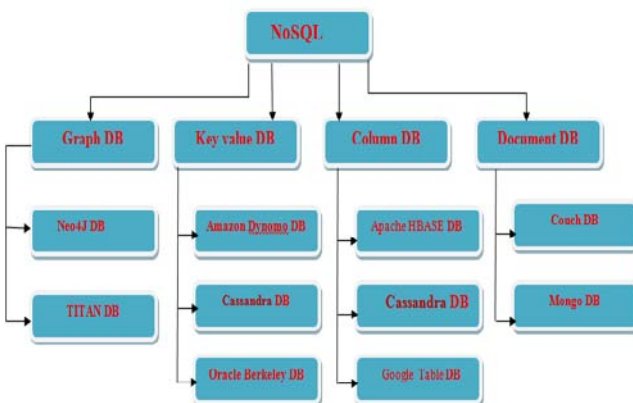 NoSQL
Graph DB
Key value DB
Column DB
Document DB
Neo4J DB
Amazon Dynomo DB
Apache HBASE DB
Couch DB
TITAN DB
Cassandra DB
Cassandra DB
Mongo DB
Oracle Berkeley DB
Google Table DB